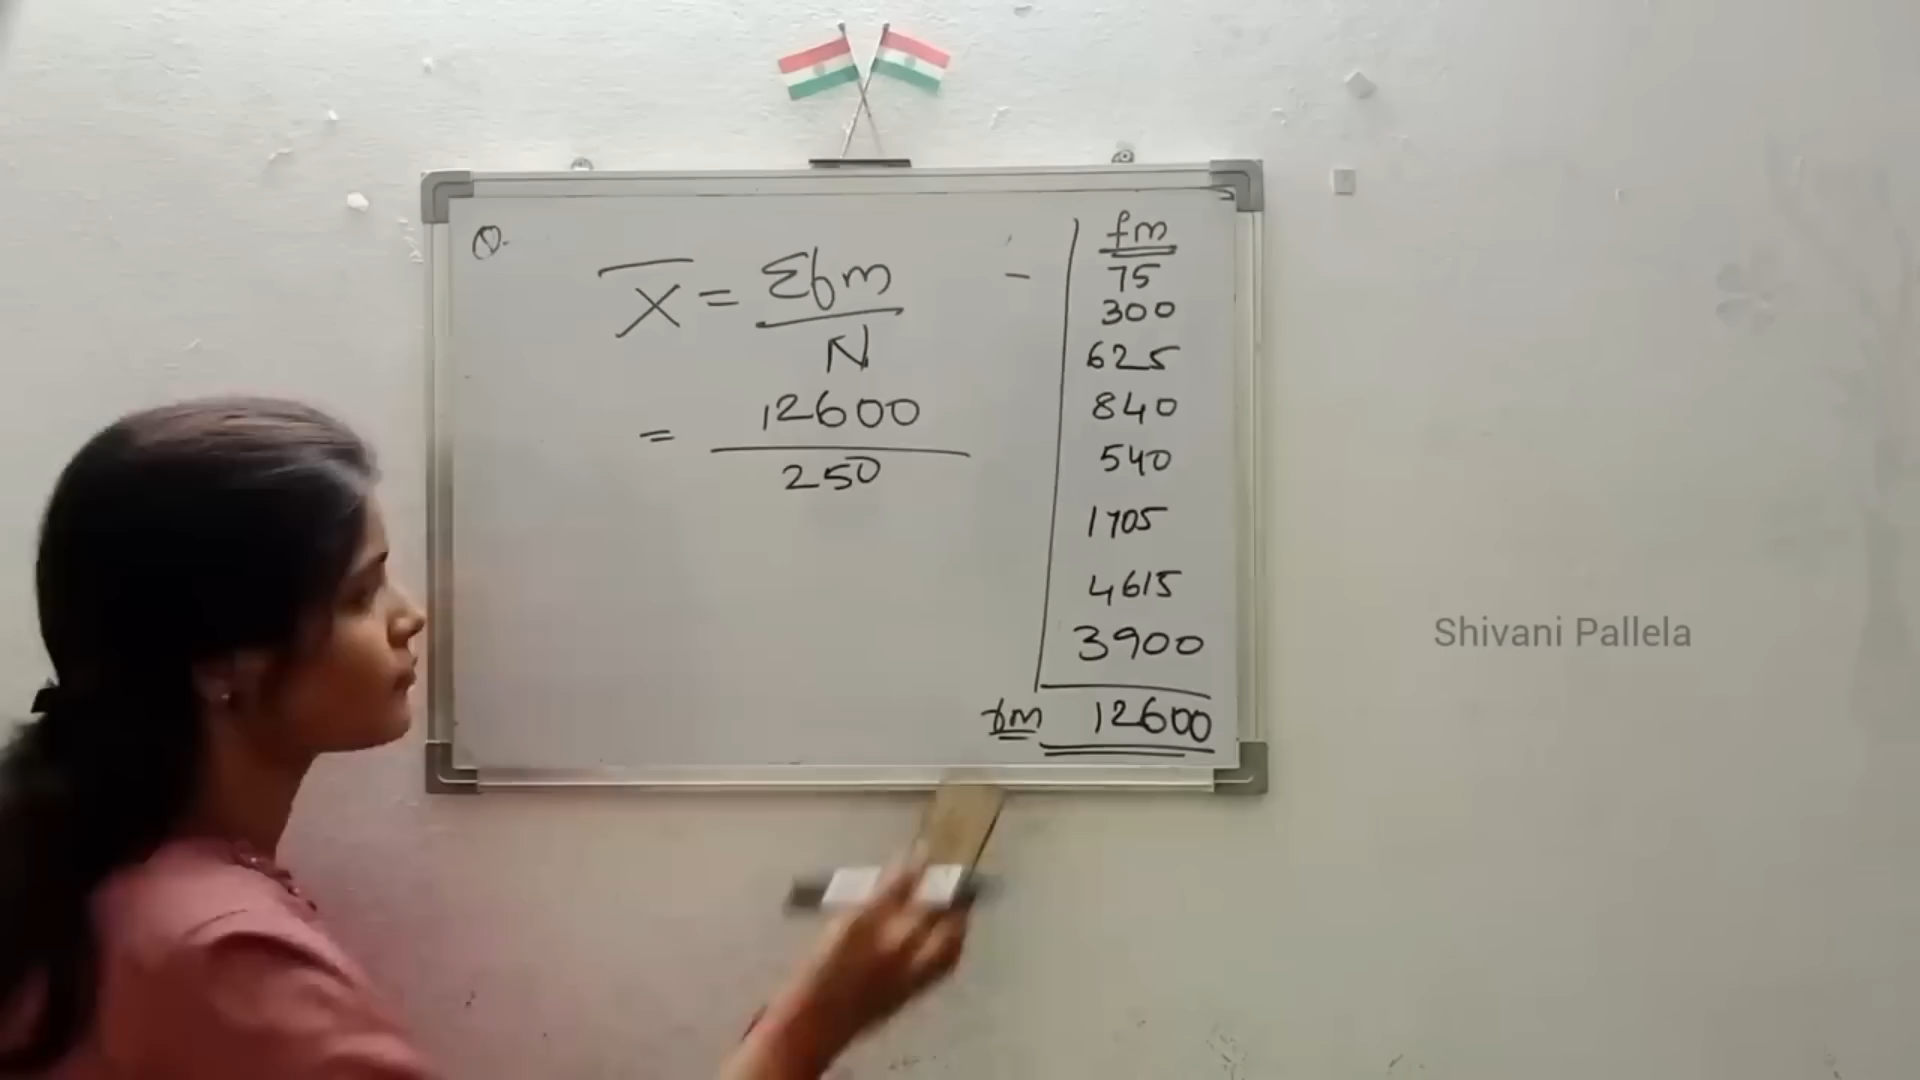 Q.
X̄ = Σfm / N
= 12600 / 250
fm
75
300
625
840
540
1705
4615
3900
fm 12600
Shivani Pallela